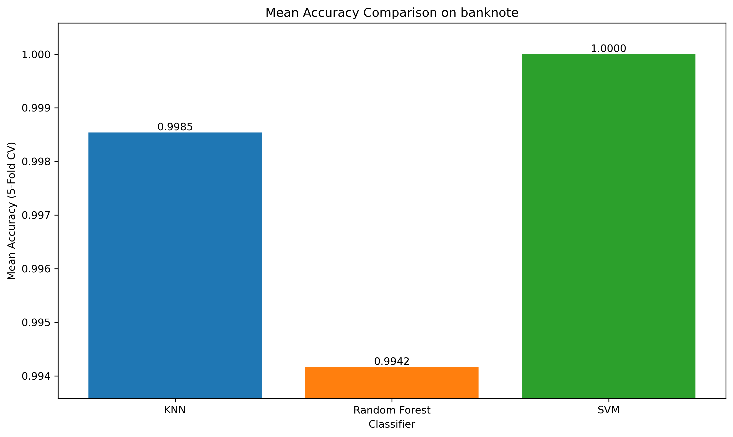 Mean Accuracy Comparison on banknote
Mean Accuracy (5 Fold CV)
1.000
0.999
0.998
0.997
0.996
0.995
0.994
0.9985
0.9942
1.0000
KNN
Random Forest
SVM
Classifier